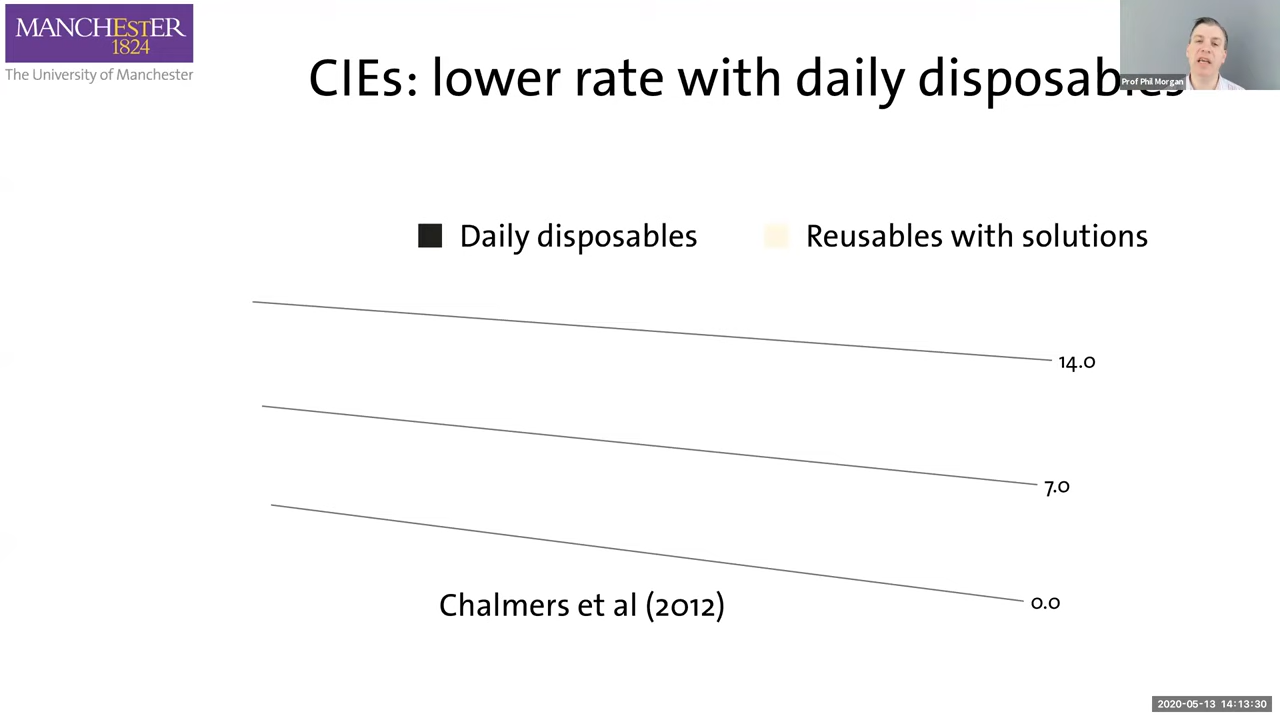 MANCHESTER
1824
The University of Manchester
CIEs: lower rate with daily disposables
Prof Phil Morgan
Daily disposables
Reusables with solutions
14.0
7.0
0.0
Chalmers et al (2012)
2020-05-13 14:13:30